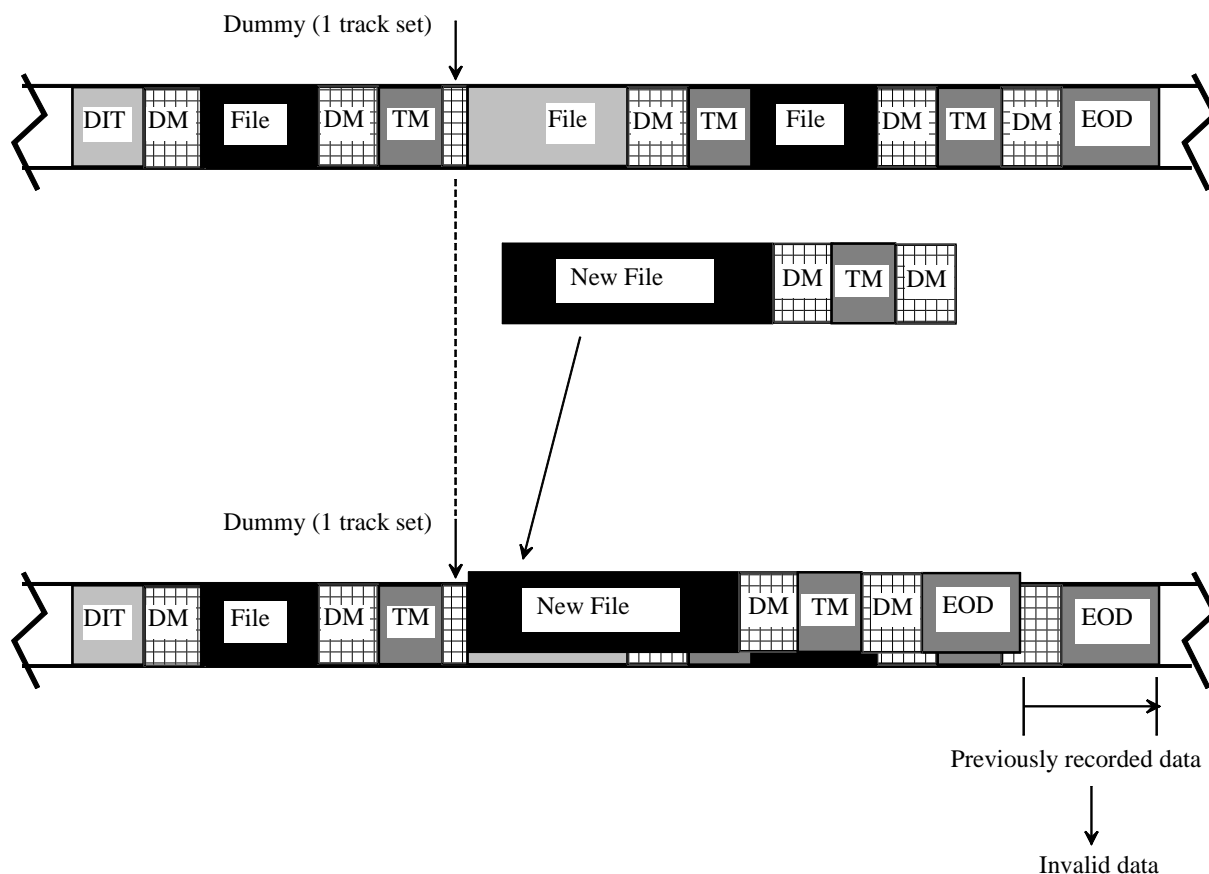 Dummy (1 track set)
DIT DM File DM TM File DM TM File DM TM DM EOD
New File DM TM DM
Dummy (1 track set)
New File DM TM DM EOD
DIT DM File DM TM EOD
Previously recorded data
Invalid data